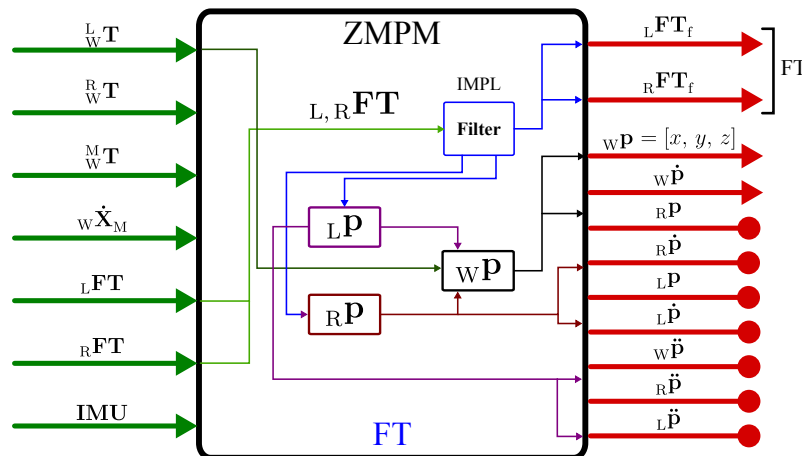 ZMPM
L W T
R W T
M W T
W Ẋ M
L FT
R FT
IMU
L, R FT
IMPL
Filter
L p
W p
R p
FT
L FT f
R FT f
FT
W p = [x, y, z]
W ṗ
R p
R ṗ
L p
L ṗ
W p̈
R p̈
L p̈